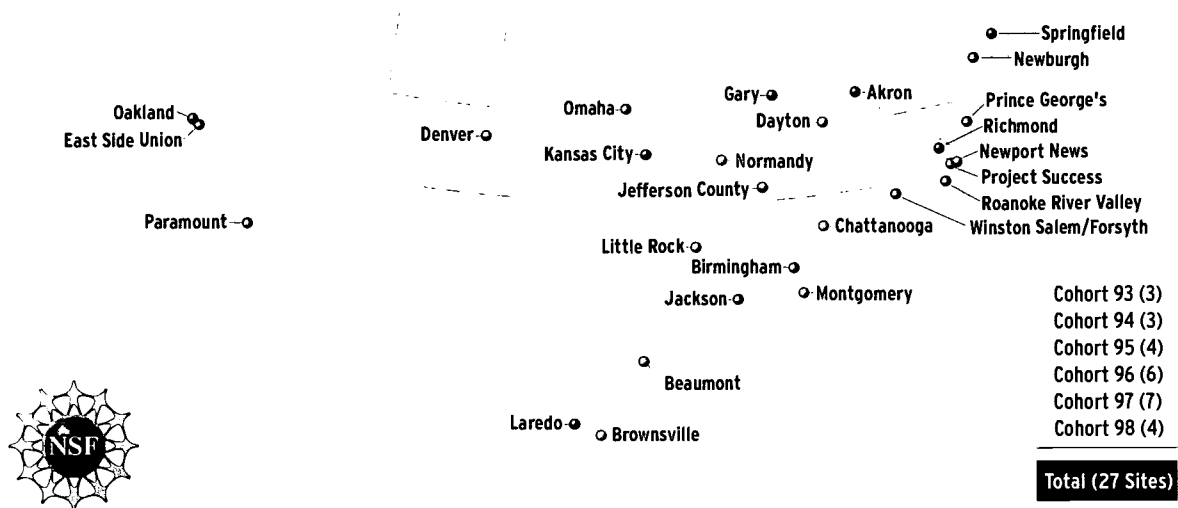 Springfield
Newburgh
Oakland
East Side Union
Denver
Omaha
Gary
Akron
Dayton
Prince George's
Richmond
Kansas City
Normandy
Newport News
Project Success
Jefferson County
Roanoke River Valley
Paramount
Chattanooga
Winston Salem/Forsyth
Little Rock
Birmingham
Jackson
Montgomery
Cohort 93 (3)
Cohort 94 (3)
Cohort 95 (4)
Cohort 96 (6)
Cohort 97 (7)
Cohort 98 (4)
Beaumont
Laredo
Brownsville
NSF
Total (27 Sites)